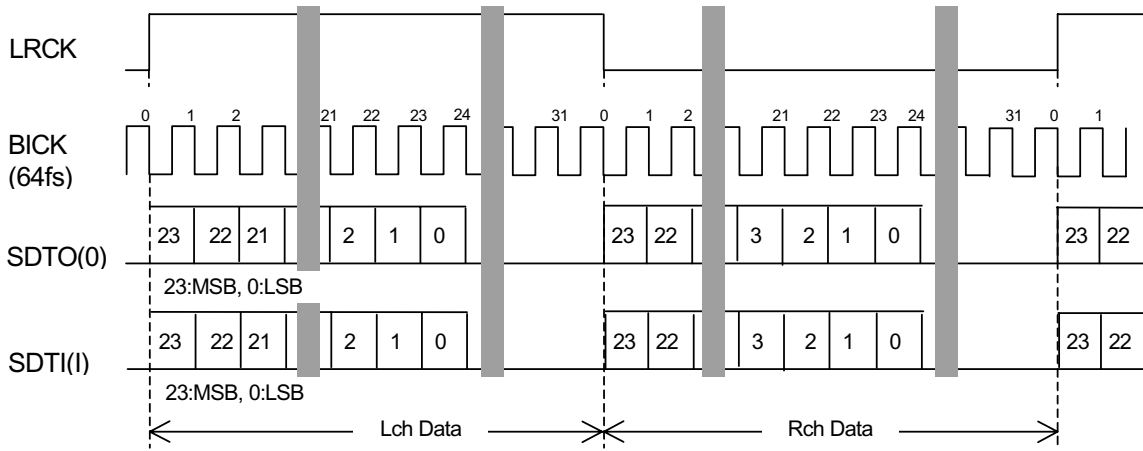 LRCK
0 1 2 21 22 23 24 31 0 1 2 21 22 23 24 31 0 1
BICK
(64fs)
23 22 21 2 1 0 23 22 3 2 1 0 23 22
SDTO(0)
23:MSB, 0:LSB
23 22 21 2 1 0 23 22 3 2 1 0 23 22
SDTI(I)
23:MSB, 0:LSB
Lch Data Rch Data